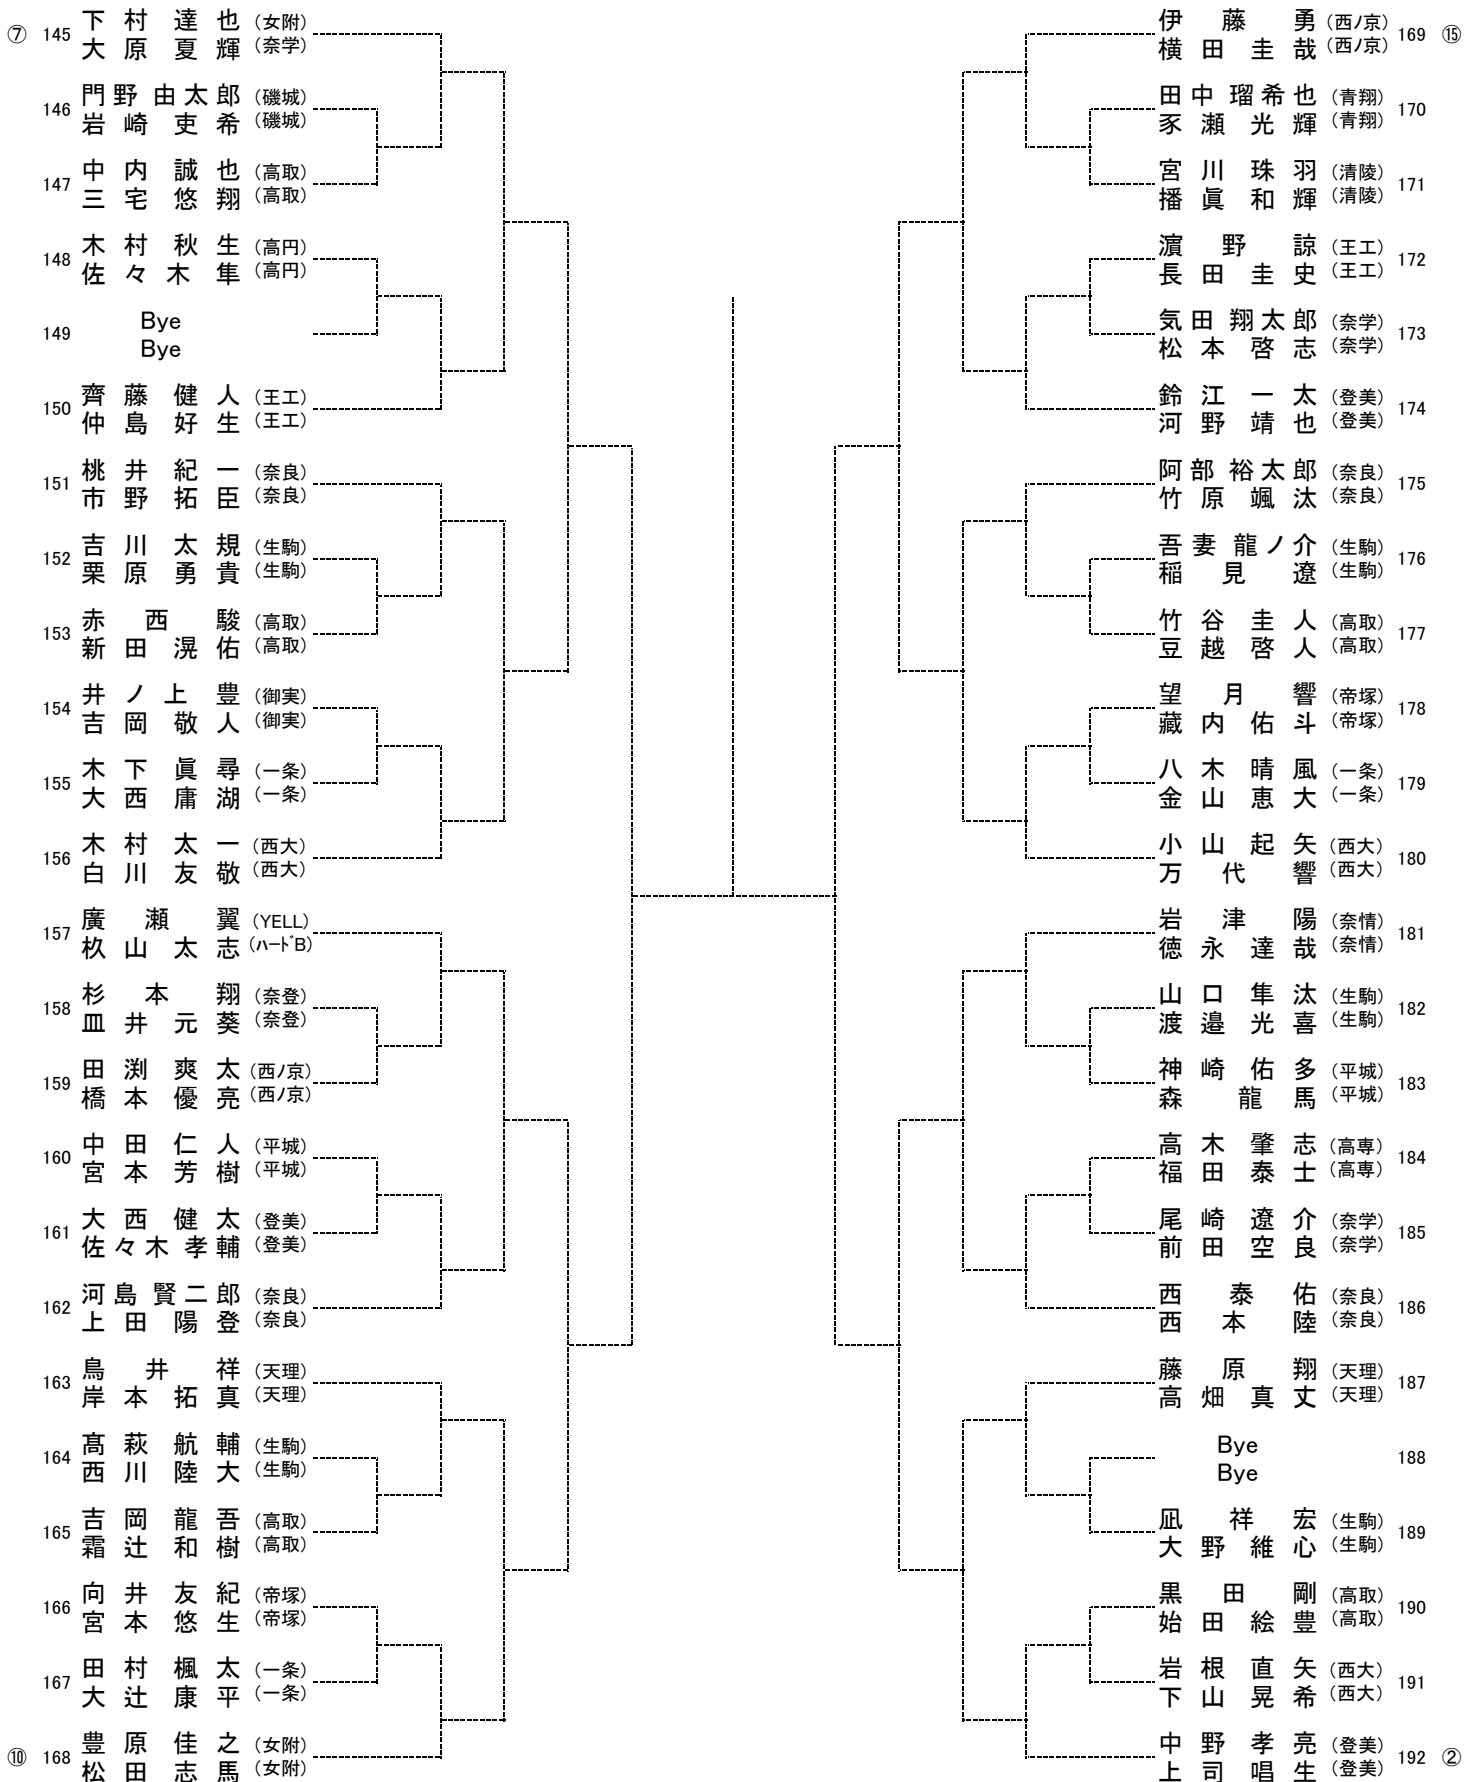 ⑦ 145 下村達也 (女附)
大原夏輝 (奈学)
146 門野由太郎 (磯城)
岩崎吏希 (磯城)
147 中内誠也 (高取)
三宅悠翔 (高取)
148 木村秋生 (高円)
佐々木隼 (高円)
149 Bye
Bye
150 齊藤健人 (王工)
仲島好生 (王工)
151 桃井紀一 (奈良)
市野拓臣 (奈良)
152 吉川太規 (生駒)
栗原勇貴 (生駒)
153 赤西駿 (高取)
新田滉佑 (高取)
154 井ノ上豊 (御実)
吉岡敬人 (御実)
155 木下眞尋 (一条)
大西庸湖 (一条)
156 木村太一 (西大)
白川友敬 (西大)
157 廣瀬翼 (YELL)
杦山太志 (ハードB)
158 杉本翔 (奈登)
皿井元葵 (奈登)
159 田渕爽太 (西ノ京)
橋本優亮 (西ノ京)
160 中田仁人 (平城)
宮本芳樹 (平城)
161 大西健太 (登美)
佐々木孝輔 (登美)
162 河島賢二郎 (奈良)
上田陽登 (奈良)
163 鳥井祥 (天理)
岸本拓真 (天理)
164 髙萩航輔 (生駒)
西川陸大 (生駒)
165 吉岡龍吾 (高取)
霜辻和樹 (高取)
166 向井友紀 (帝塚)
宮本悠生 (帝塚)
167 田村楓太 (一条)
大辻康平 (一条)
⑩ 168 豊原佳之 (女附)
松田志馬 (女附)
伊藤勇 (西ノ京) 169 ⑮
横田圭哉 (西ノ京)
田中瑠希也 (青翔) 170
豕瀬光輝 (青翔)
宮川珠羽 (清陵) 171
播眞和輝 (清陵)
濵野諒 (王工) 172
長田圭史 (王工)
気田翔太郎 (奈学) 173
松本啓志 (奈学)
鈴江一太 (登美) 174
河野靖也 (登美)
阿部裕太郎 (奈良) 175
竹原颯汰 (奈良)
吾妻龍ノ介 (生駒) 176
稲見遼 (生駒)
竹谷圭人 (高取) 177
豆越啓人 (高取)
望月響 (帝塚) 178
藏内佑斗 (帝塚)
八木晴風 (一条) 179
金山恵大 (一条)
小山起矢 (西大) 180
万代響 (西大)
岩津陽 (奈情) 181
徳永達哉 (奈情)
山口隼汰 (生駒) 182
渡邉光喜 (生駒)
神崎佑多 (平城) 183
森龍馬 (平城)
高木肇志 (高専) 184
福田泰士 (高専)
尾崎遼介 (奈学) 185
前田空良 (奈学)
西泰佑 (奈良) 186
西本陸 (奈良)
藤原翔 (天理) 187
高畑真丈 (天理)
Bye 188
Bye
凪祥宏 (生駒) 189
大野維心 (生駒)
黒田剛 (高取) 190
始田絵豊 (高取)
岩根直矢 (西大) 191
下山晃希 (西大)
中野孝亮 (登美) 192 ②
上司唱生 (登美)